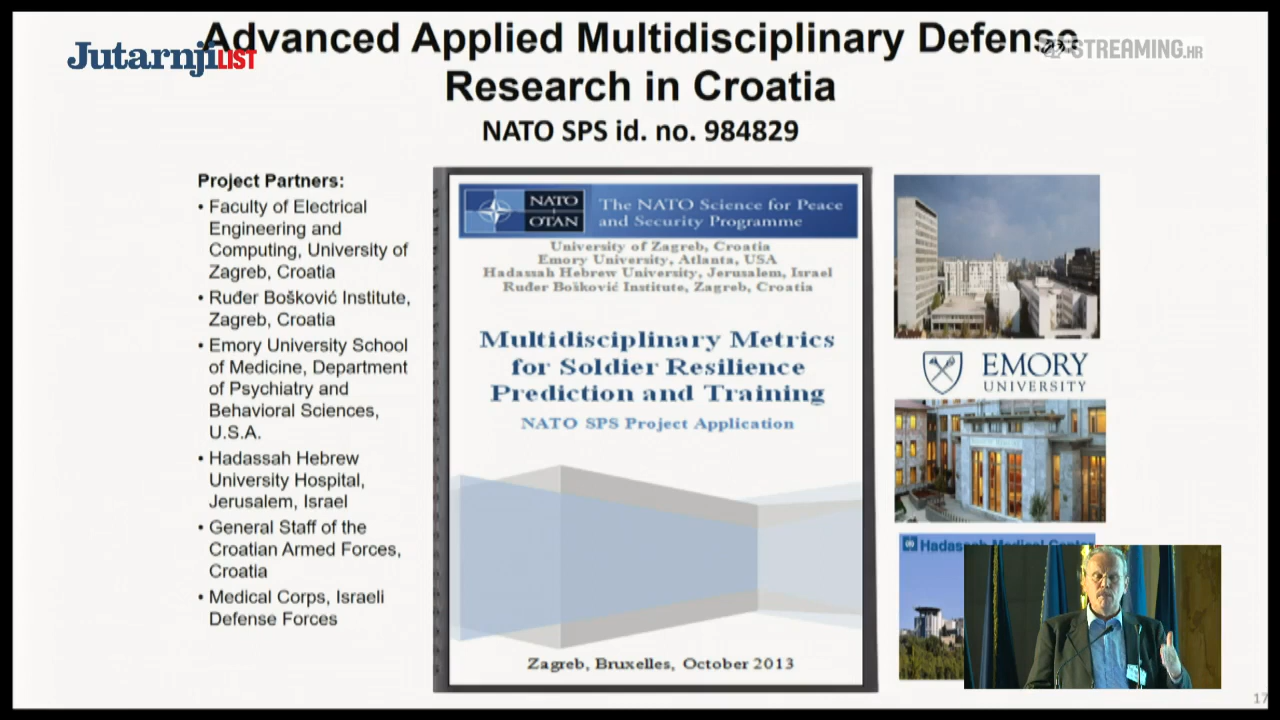 Advanced Applied Multidisciplinary Defense
Research in Croatia
Jutarnji LIST
STREAMING.HR
NATO SPS id. no. 984829
Project Partners:
• Faculty of Electrical
Engineering and
Computing, University of
Zagreb, Croatia
• Ruđer Bošković Institute,
Zagreb, Croatia
• Emory University School
of Medicine, Department
of Psychiatry and
Behavioral Sciences,
U.S.A.
• Hadassah Hebrew
University Hospital,
Jerusalem, Israel
• General Staff of the
Croatian Armed Forces,
Croatia
• Medical Corps, Israeli
Defense Forces
NATO
OTAN
The NATO Science for Peace
and Security Programme
University of Zagreb, Croatia
Emory University, Atlanta, USA
Hadassah Hebrew University, Jerusalem, Israel
Ruđer Bošković Institute, Zagreb, Croatia
Multidisciplinary Metrics
for Soldier Resilience
Prediction and Training
NATO SPS Project Application
Zagreb, Bruxelles, October 2013
EMORY
UNIVERSITY
Hadassah Medical Center
17